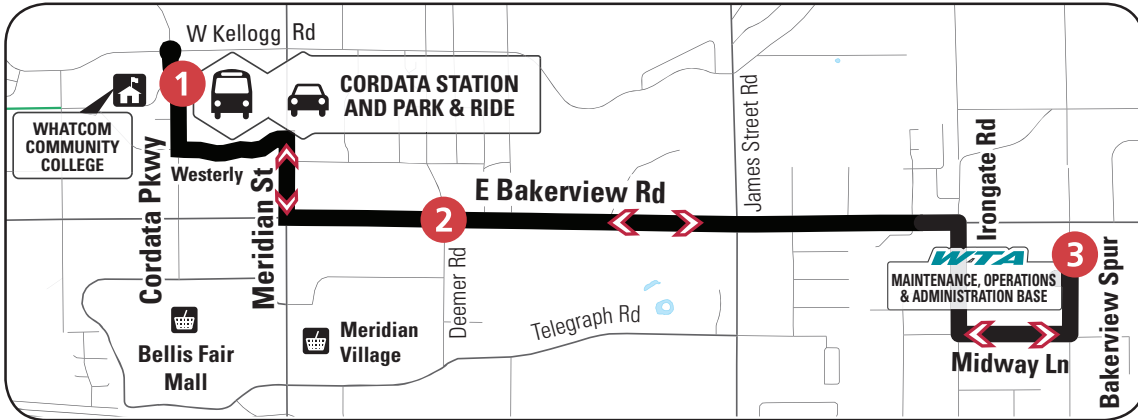 W Kellogg Rd
1
CORDATA STATION
AND PARK & RIDE
WHATCOM
COMMUNITY
COLLEGE
Cordata Pkwy
Westerly
Meridian St
E Bakerview Rd
2
James Street Rd
Irongate Rd
WTA
MAINTENANCE, OPERATIONS
& ADMINISTRATION BASE
3
Bakerview Spur
Deemer Rd
Telegraph Rd
Bellis Fair
Mall
Meridian
Village
Midway Ln